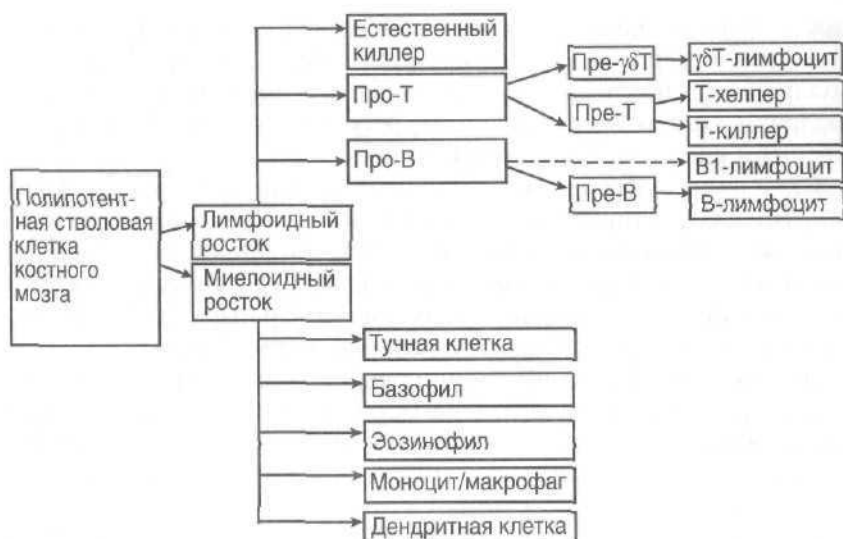 Естественный
киллер
Про-Т
Про-В
Пре-γδТ
Пре-Т
Пре-В
γδТ-лимфоцит
Т-хелпер
Т-киллер
В1-лимфоцит
В-лимфоцит
Полипотент-
ная стволовая
клетка
костного
мозга
Лимфоидный
росток
Миелоидный
росток
Тучная клетка
Базофил
Эозинофил
Моноцит/макрофаг
Дендритная клетка